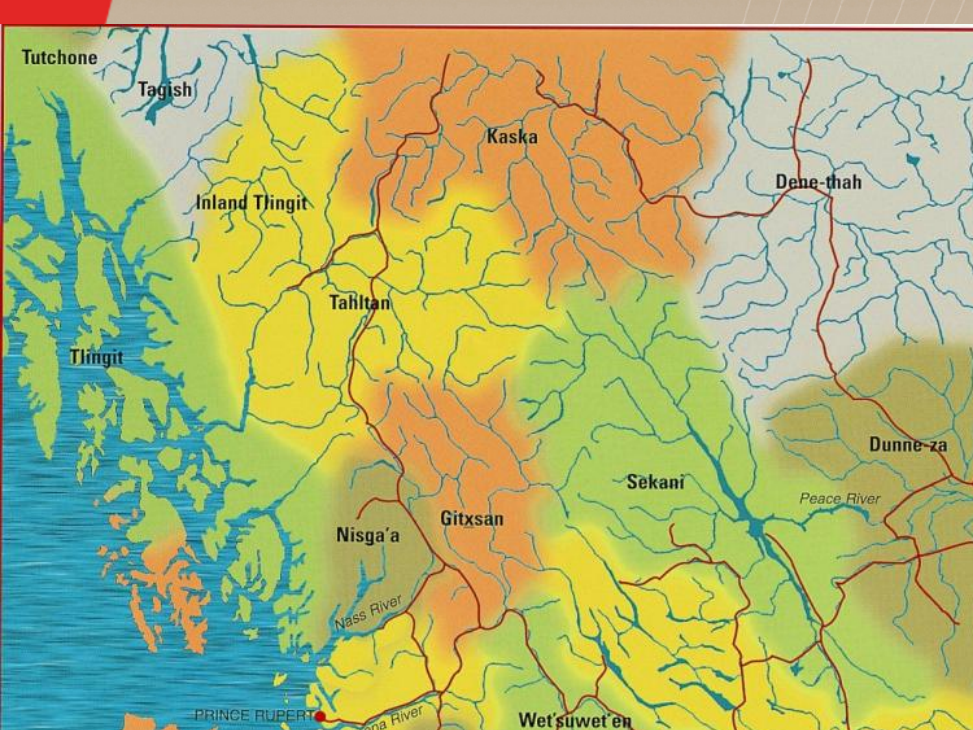 Tutchone
Tagish
Kaska
Dene-thah
Inland Tlingit
Tahltan
Tlingit
Dunne-za
Sekani
Peace River
Gitxsan
Nisga'a
Nass River
PRINCE RUPERT
River
Wet'suwet'en